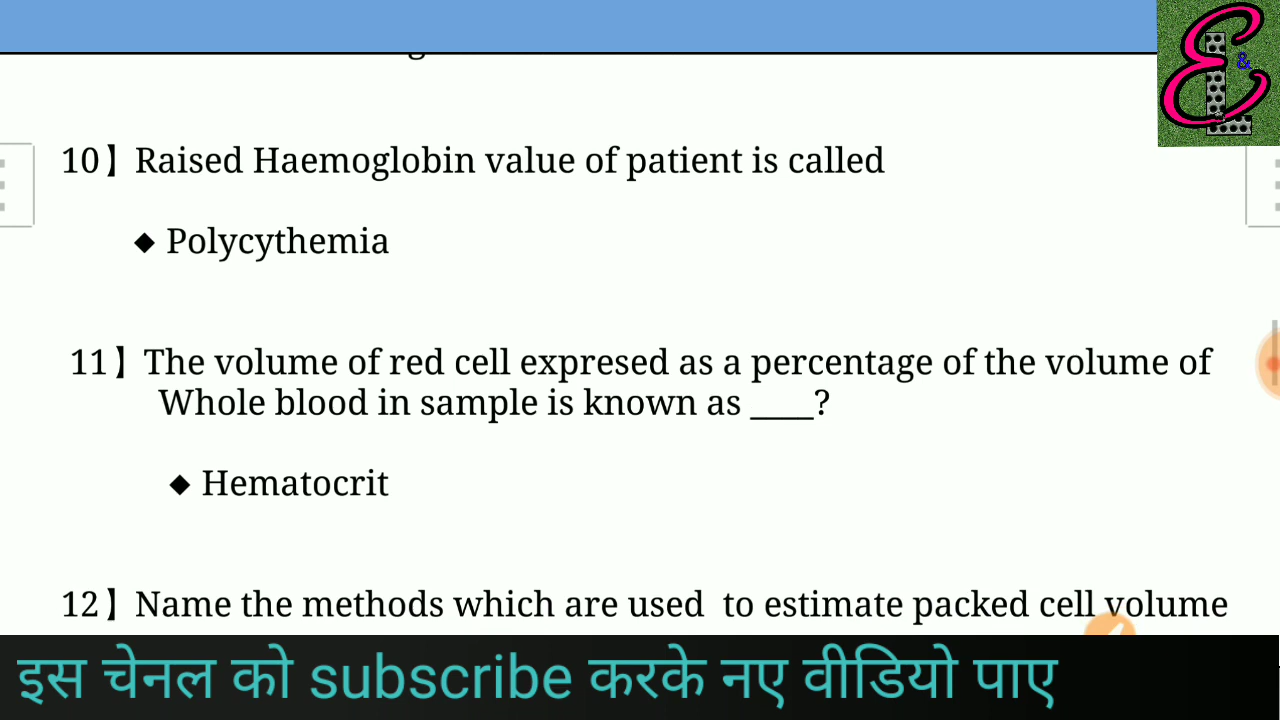 10】Raised Haemoglobin value of patient is called
◆ Polycythemia
11】The volume of red cell expresed as a percentage of the volume of
Whole blood in sample is known as ____?
◆ Hematocrit
12】Name the methods which are used to estimate packed cell volume
इस चेनल को subscribe करके नए वीडियो पाए
E & L